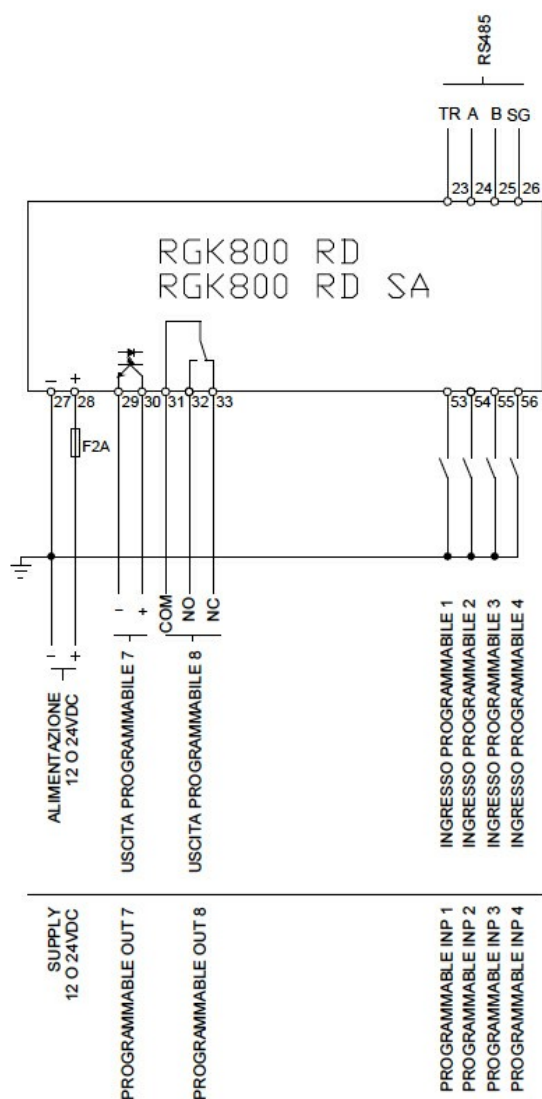 RS485
TR A B SG
23 24 25 26
RGK800 RD
RGK800 RD SA
- +
27 28 29 30 31 32 33
53 54 55 56
F2A
- +
- +
COM
NO
NC
ALIMENTAZIONE
12 O 24VDC
USCITA PROGRAMMABILE 7
USCITA PROGRAMMABILE 8
INGRESSO PROGRAMMABILE 1
INGRESSO PROGRAMMABILE 2
INGRESSO PROGRAMMABILE 3
INGRESSO PROGRAMMABILE 4
SUPPLY
12 O 24VDC
PROGRAMMABLE OUT 7
PROGRAMMABLE OUT 8
PROGRAMMABLE INP 1
PROGRAMMABLE INP 2
PROGRAMMABLE INP 3
PROGRAMMABLE INP 4